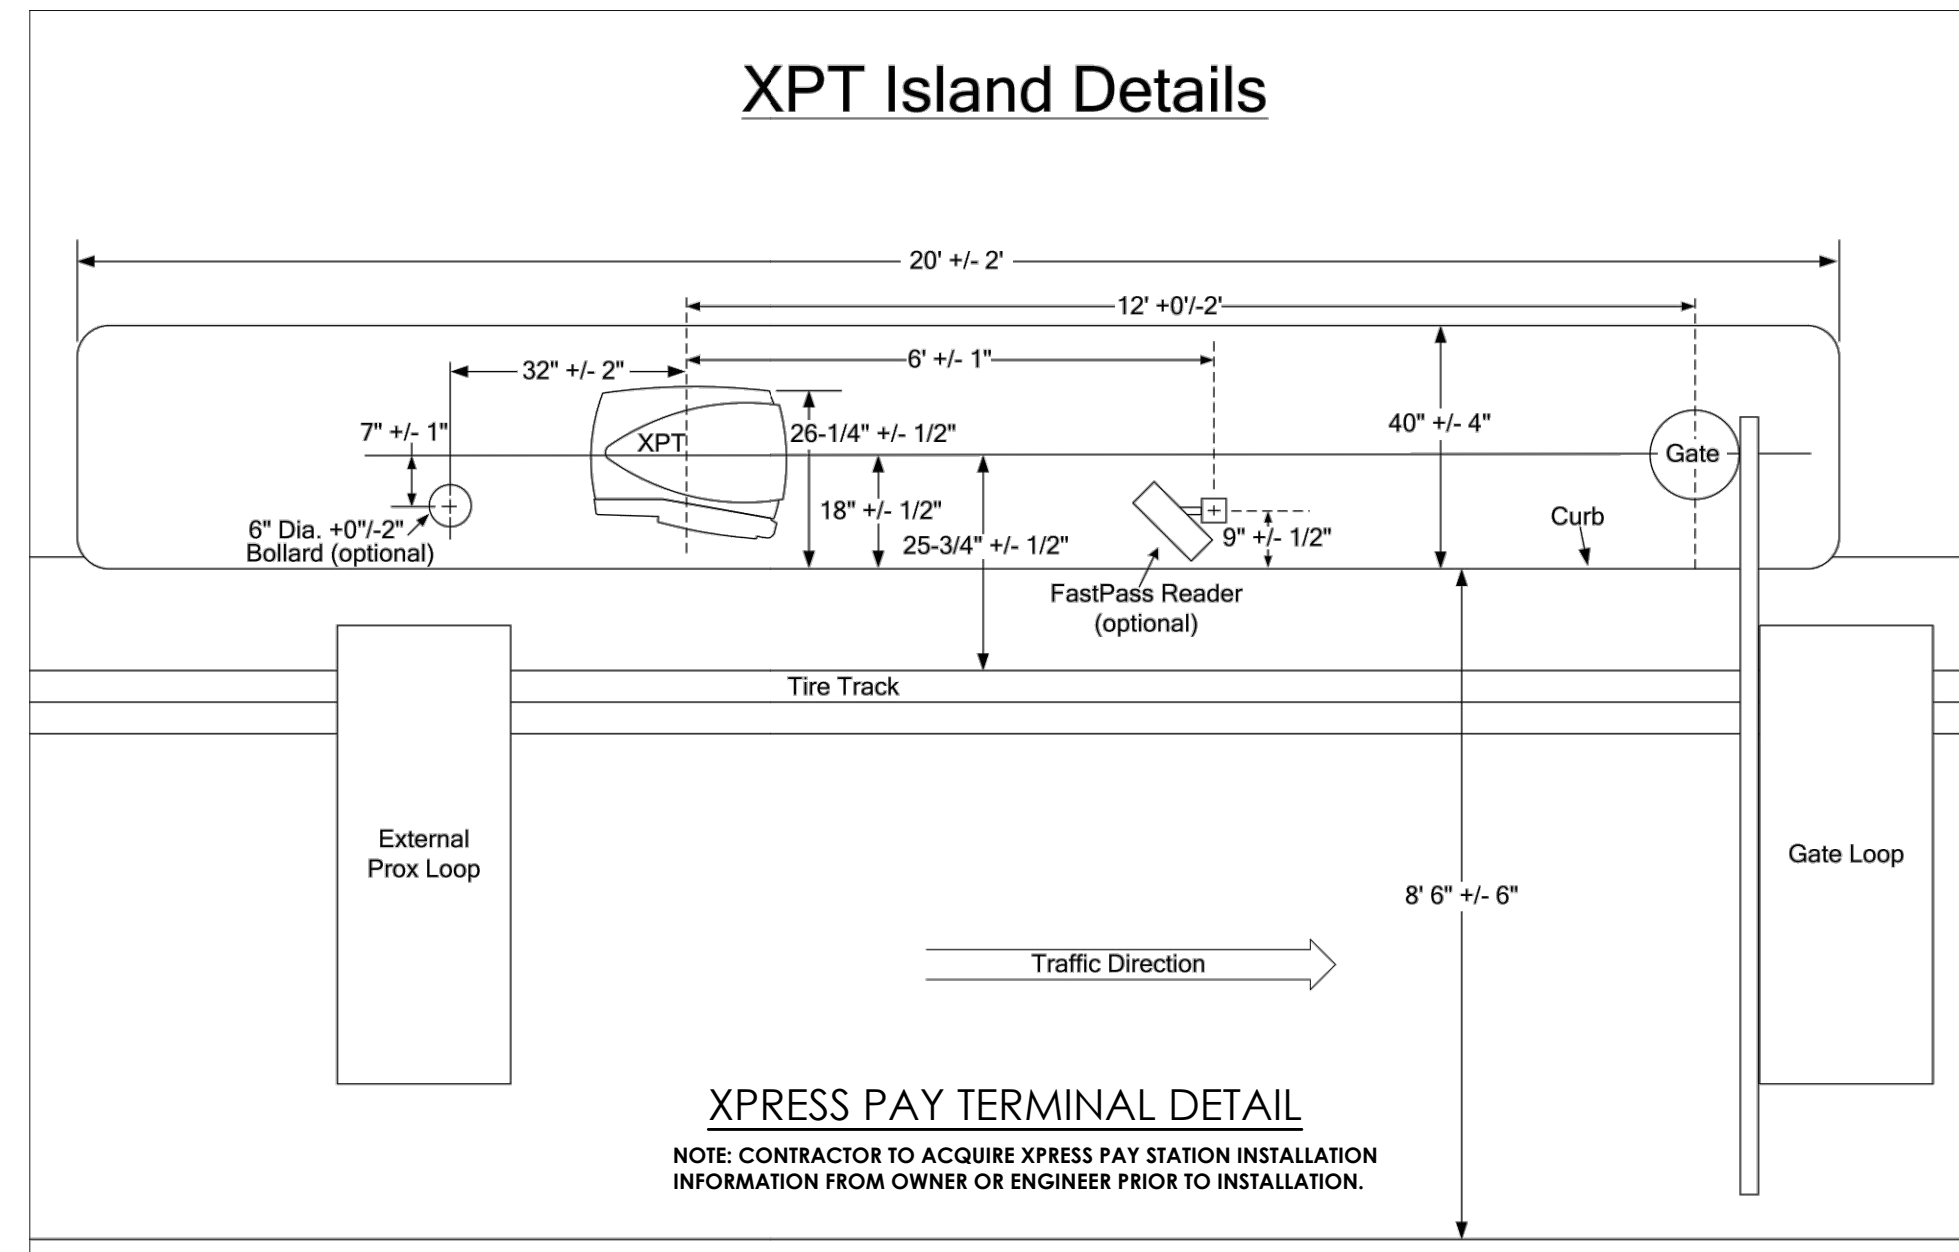 XPT Island Details
20' +/- 2'
12' +0'/-2'
6' +/- 1"
32" +/- 2"
7" +/- 1"
XPT
26-1/4" +/- 1/2"
40" +/- 4"
Gate
18" +/- 1/2"
25-3/4" +/- 1/2"
9" +/- 1/2"
Curb
6" Dia. +0"/-2"
Bollard (optional)
FastPass Reader
(optional)
Tire Track
External
Prox Loop
Gate Loop
8' 6" +/- 6"
Traffic Direction
XPRESS PAY TERMINAL DETAIL
NOTE: CONTRACTOR TO ACQUIRE XPRESS PAY STATION INSTALLATION
INFORMATION FROM OWNER OR ENGINEER PRIOR TO INSTALLATION.